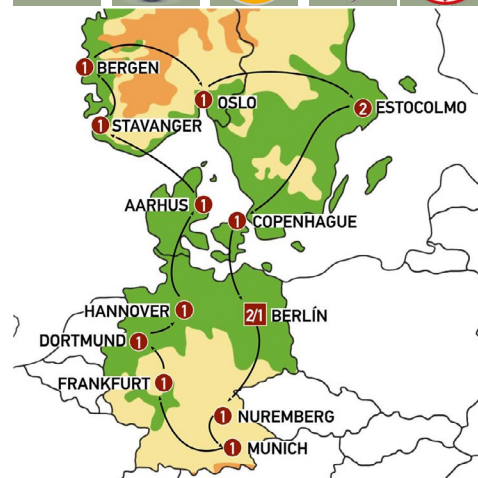 1 BERGEN
1 OSLO
2 ESTOCOLMO
1 STAVANGER
AARHUS 1
1 COPENHAGUE
HANNOVER 1
2/1 BERLÍN
DORTMUND 1
FRANKFURT 1
1 NUREMBERG
1 MUNICH